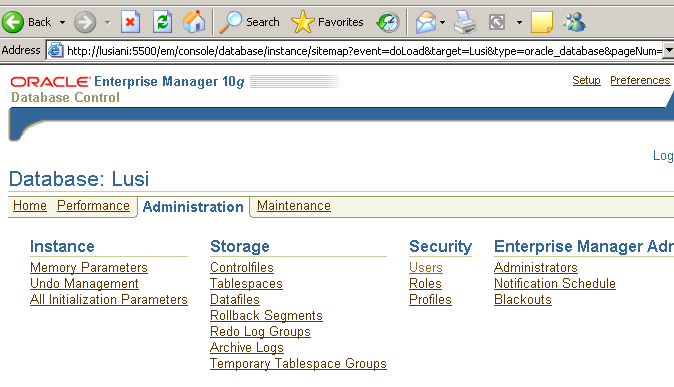 Back Search Favorites
Address http://lusiani:5500/em/console/database/instance/sitemap?event=doLoad&target=Lusi&type=oracle_database&pageNum=
ORACLE Enterprise Manager 10g
Setup Preferences
Database Control
Log
Database: Lusi
Home Performance Administration Maintenance
Instance Storage Security Enterprise Manager Adr
Memory Parameters Controlfiles Users Administrators
Undo Management Tablespaces Roles Notification Schedule
All Initialization Parameters Datafiles Profiles Blackouts
Rollback Segments
Redo Log Groups
Archive Logs
Temporary Tablespace Groups